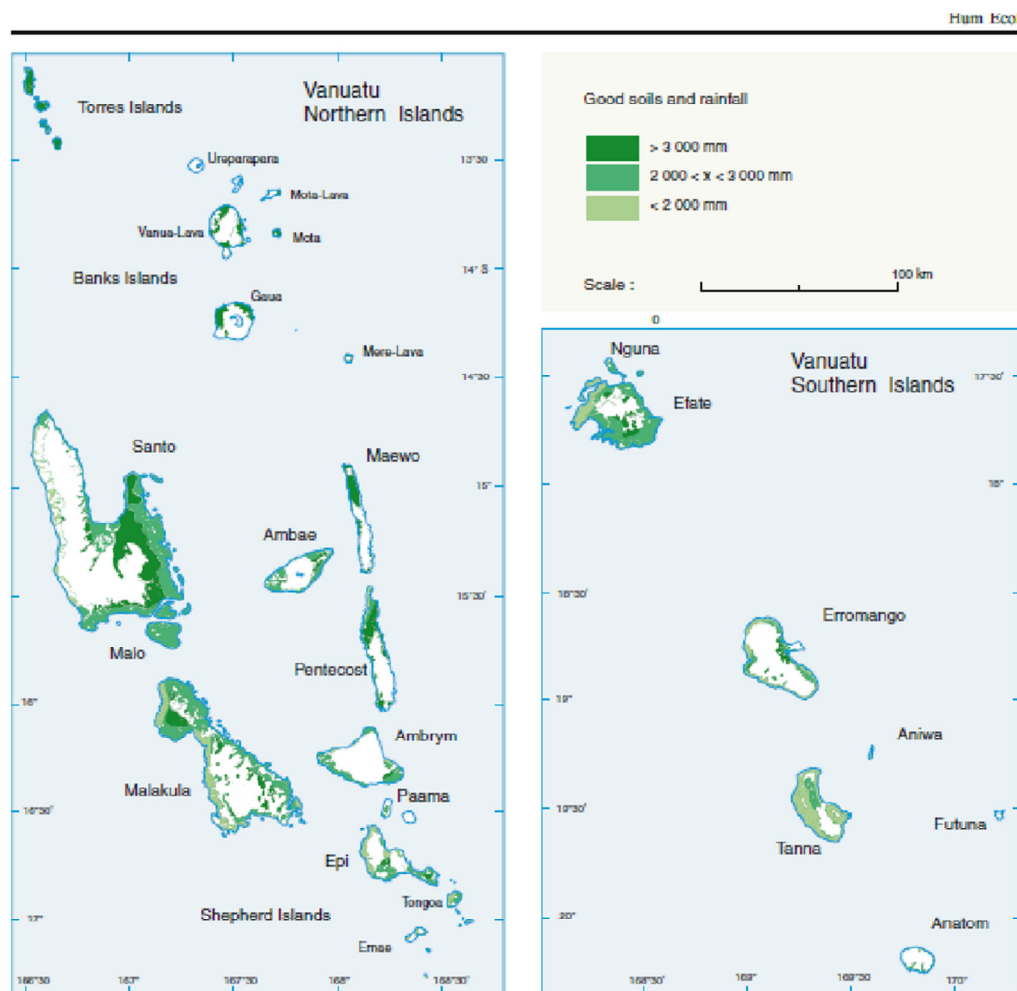 Hum Eco
Vanuatu
Northern Islands
Torres Islands
Ureparapara
13°30
Mota-Lava
Vanua-Lava
Mota
Banks Islands
14°15
Gaua
Mere-Lava
14°30
Santo
Maewo
15°
Ambae
15°30'
Malo
Pentecost
16°
Ambrym
Malakula
Paama
16°30'
Epi
Tongoa
Shepherd Islands
17°
Emae
166°30
167°
167°30
168°
168°30
Good soils and rainfall
> 3 000 mm
2 000 < x < 3 000 mm
< 2 000 mm
Scale :
100 km
0
Nguna
Vanuatu
Southern Islands
17°30'
Efate
18°
18°30'
Erromango
19°
Aniwa
19°30'
Futuna
Tanna
20°
Anatom
168°30'
169°
169°30
170°